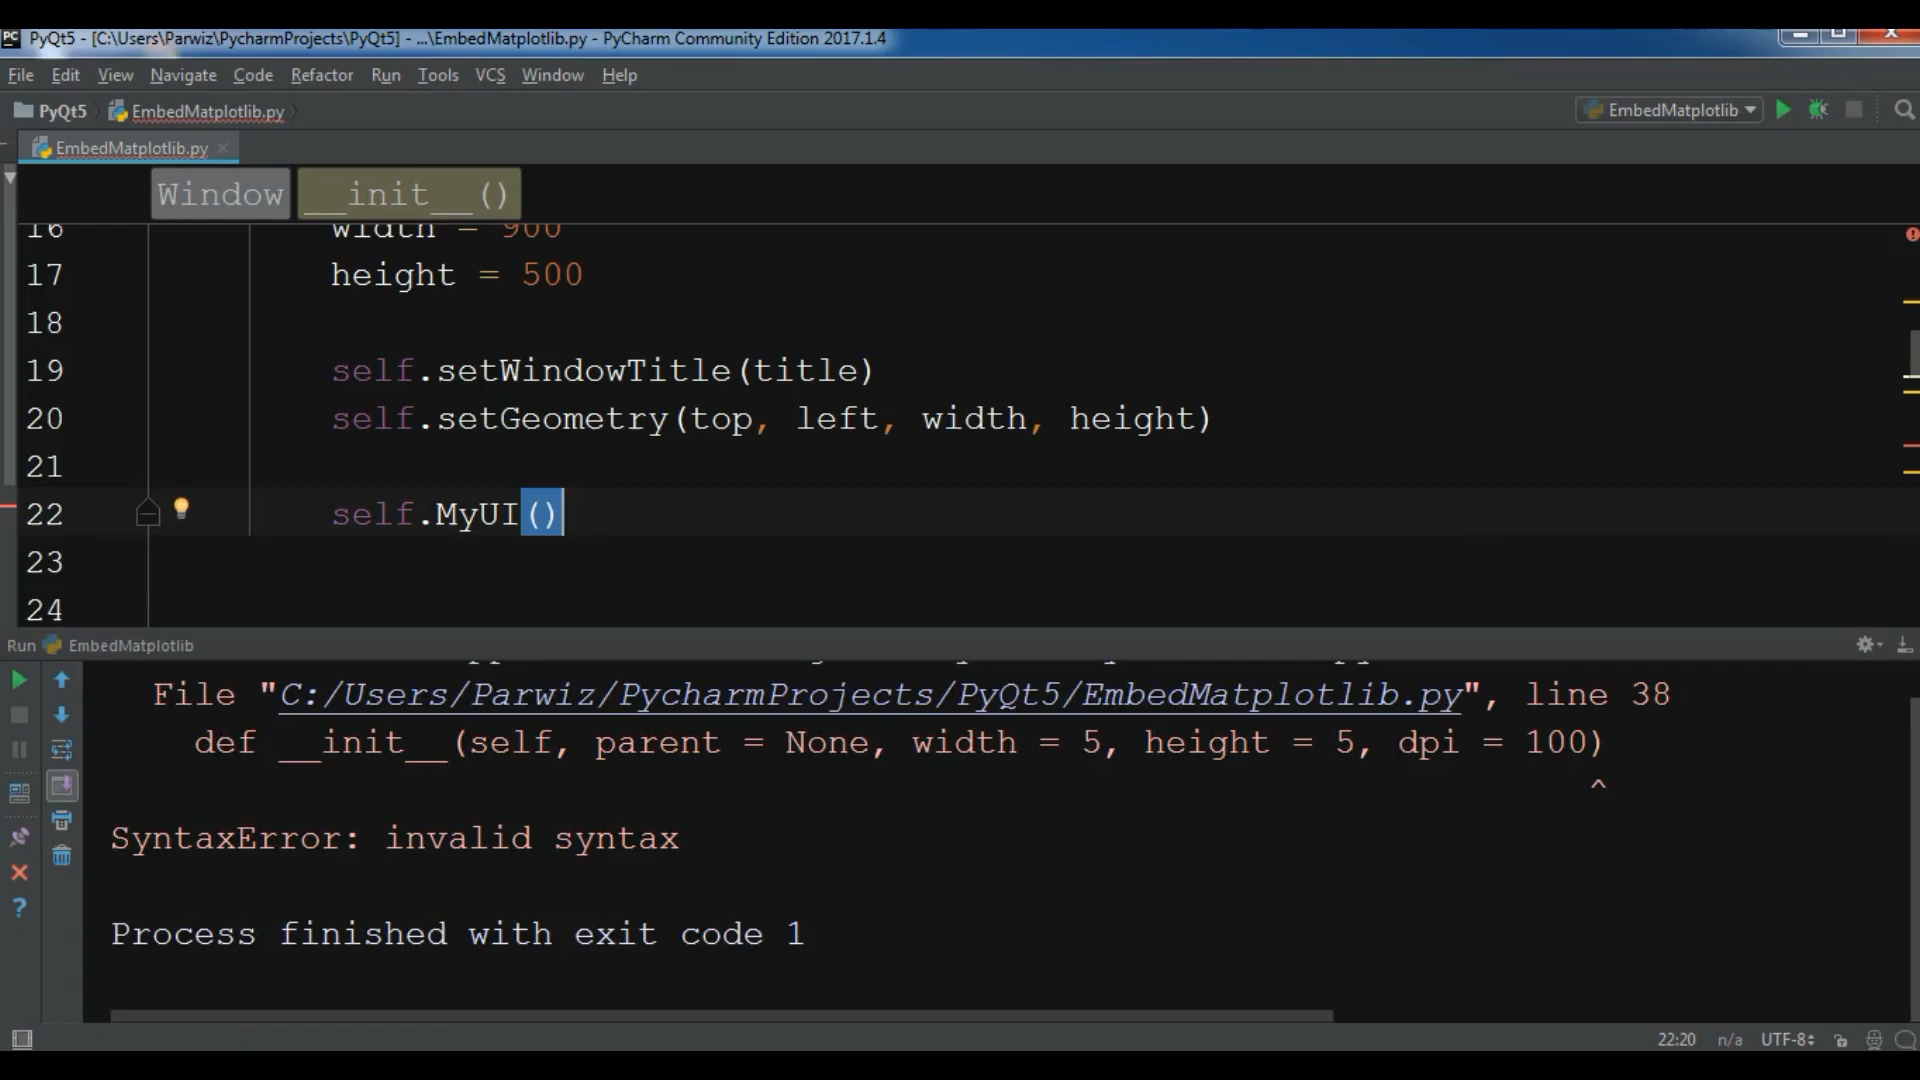 PyQt5 - [C:\Users\Parwiz\PycharmProjects\PyQt5] - ...\EmbedMatplotlib.py - PyCharm Community Edition 2017.1.4
File Edit View Navigate Code Refactor Run Tools VCS Window Help
PyQt5 EmbedMatplotlib.py EmbedMatplotlib
EmbedMatplotlib.py
Window __init__()
16 width = 900
17 height = 500
18
19 self.setWindowTitle(title)
20 self.setGeometry(top, left, width, height)
21
22 self.MyUI()
23
24
Run EmbedMatplotlib
File "C:/Users/Parwiz/PycharmProjects/PyQt5/EmbedMatplotlib.py", line 38
def __init__(self, parent = None, width = 5, height = 5, dpi = 100)
^
SyntaxError: invalid syntax
Process finished with exit code 1
22:20 n/a UTF-8